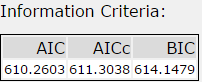 Information Criteria:
AIC AICc BIC
610.2603 611.3038 614.1479